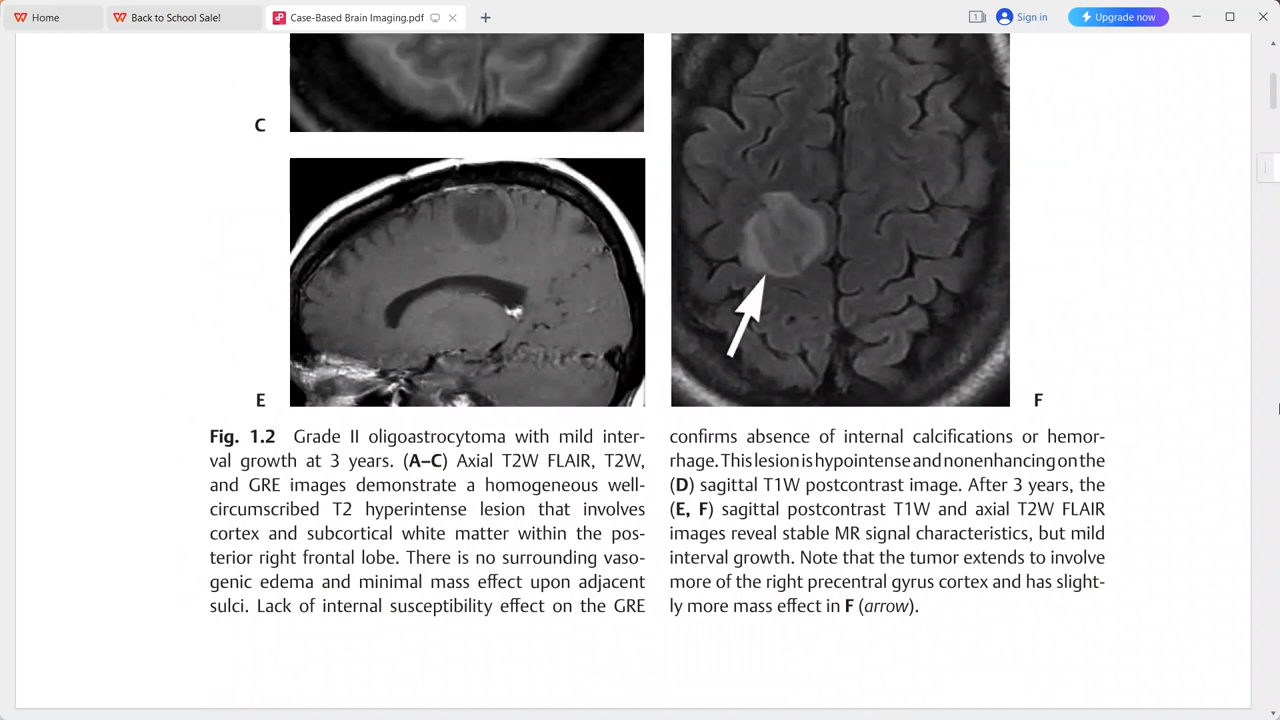 Home
Back to School Sale!
Case-Based Brain Imaging.pdf
1
Sign in
Upgrade now
C
E
F
Fig. 1.2 Grade II oligoastrocytoma with mild inter-
val growth at 3 years. (A–C) Axial T2W FLAIR, T2W,
and GRE images demonstrate a homogeneous well-
circumscribed T2 hyperintense lesion that involves
cortex and subcortical white matter within the pos-
terior right frontal lobe. There is no surrounding vaso-
genic edema and minimal mass effect upon adjacent
sulci. Lack of internal susceptibility effect on the GRE
confirms absence of internal calcifications or hemor-
rhage. This lesion is hypointense and nonenhancing on the
(D) sagittal T1W postcontrast image. After 3 years, the
(E, F) sagittal postcontrast T1W and axial T2W FLAIR
images reveal stable MR signal characteristics, but mild
interval growth. Note that the tumor extends to involve
more of the right precentral gyrus cortex and has slight-
ly more mass effect in F (arrow).